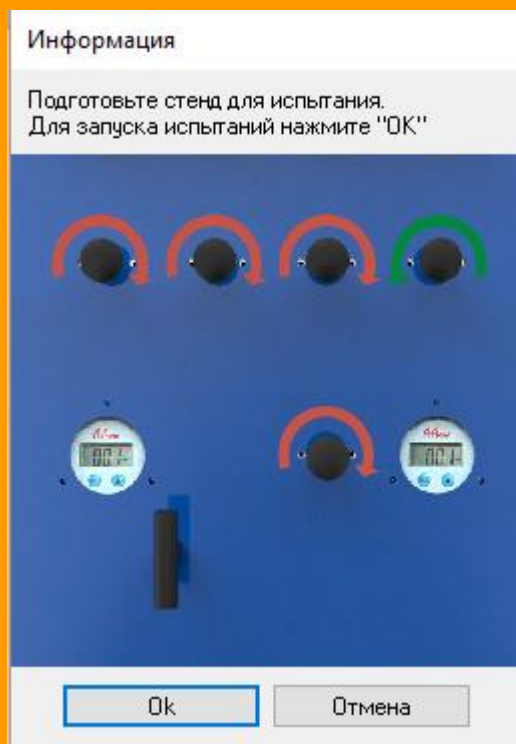 Информация
Подготовьте стенд для испытания.
Для запуска испытаний нажмите "ОК"
Ok
Отмена